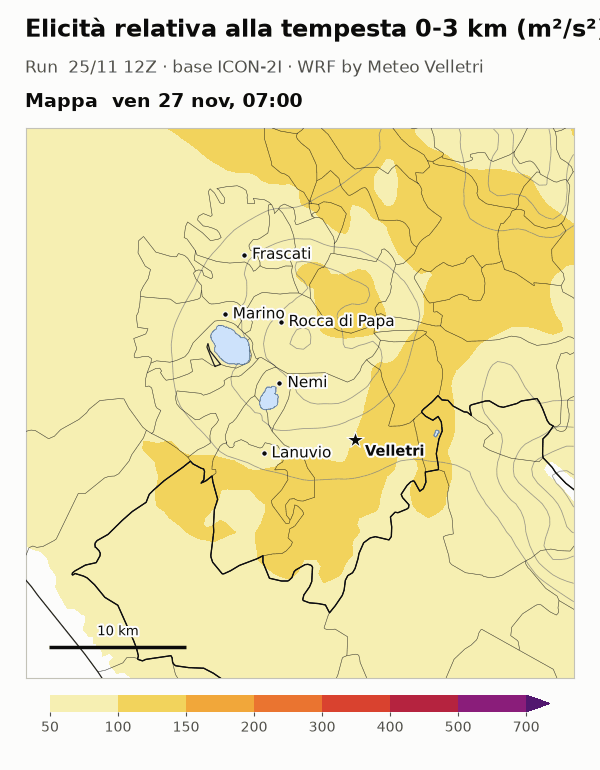 Elicità relativa alla tempesta 0-3 km (m²/s²)
Run 25/11 12Z · base ICON-2I · WRF by Meteo Velletri
Mappa ven 27 nov, 07:00
Frascati
Marino
Rocca di Papa
Nemi
Velletri
Lanuvio
10 km
50 100 150 200 300 400 500 700